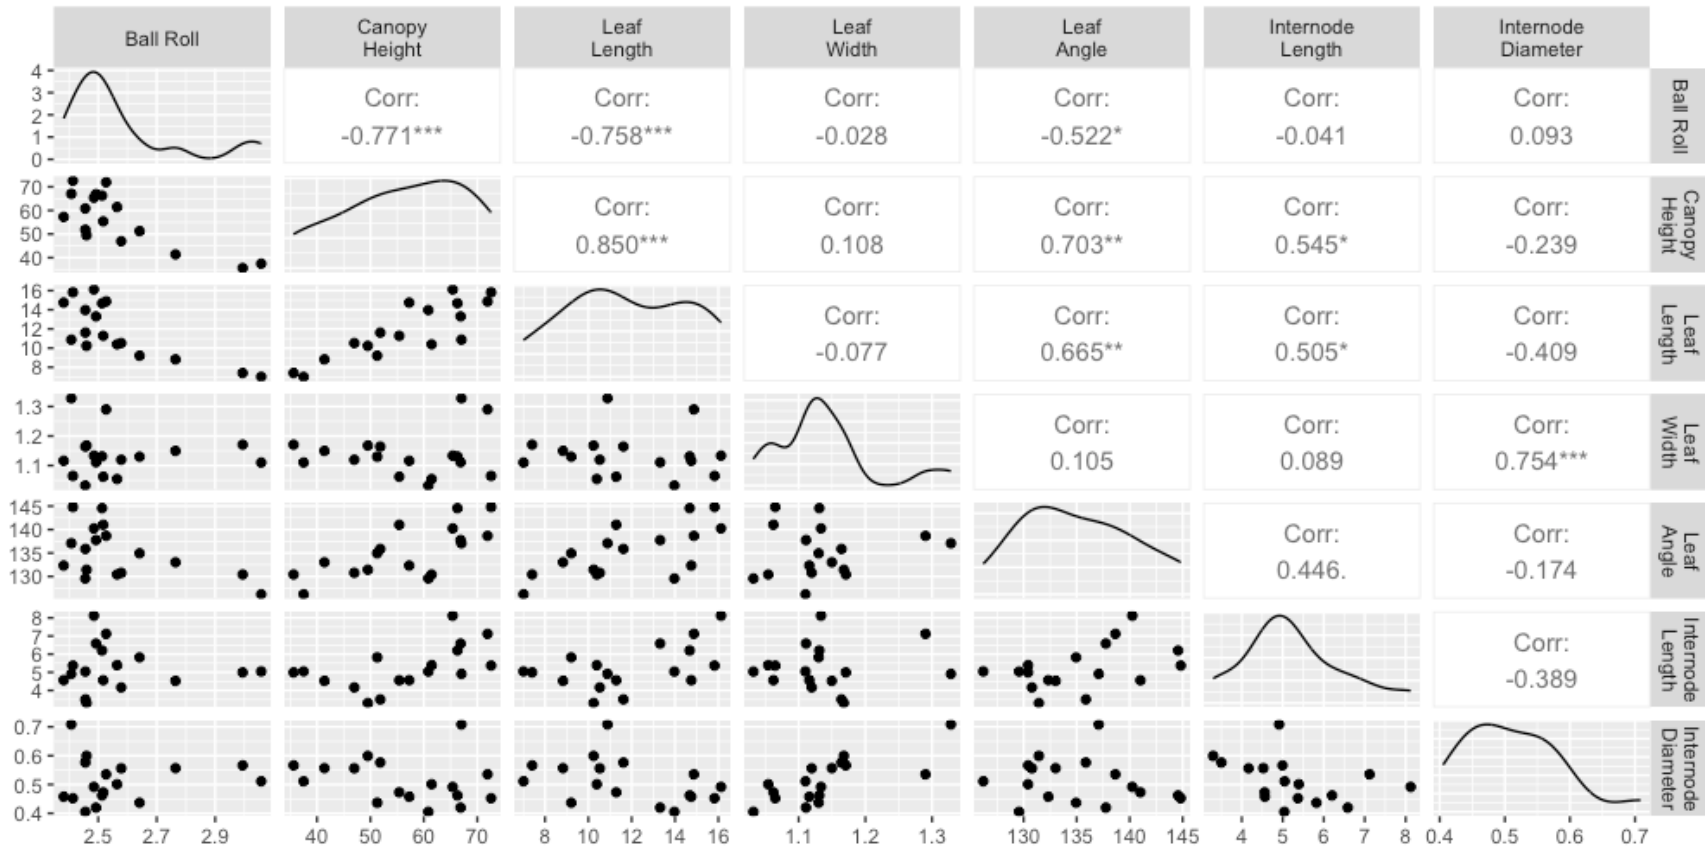 Ball Roll
Canopy
Height
Leaf
Length
Leaf
Width
Leaf
Angle
Internode
Length
Internode
Diameter
4
3
2
1
0
Corr:
-0.771***
Corr:
-0.758***
Corr:
-0.028
Corr:
-0.522*
Corr:
-0.041
Corr:
0.093
Ball Roll
70
60
50
40
Corr:
0.850***
Corr:
0.108
Corr:
0.703**
Corr:
0.545*
Corr:
-0.239
Canopy
Height
16
14
12
10
8
Corr:
-0.077
Corr:
0.665**
Corr:
0.505*
Corr:
-0.409
Leaf
Length
1.3
1.2
1.1
Corr:
0.105
Corr:
0.089
Corr:
0.754***
Leaf
Width
145
140
135
130
Corr:
0.446.
Corr:
-0.174
Leaf
Angle
8
7
6
5
4
Corr:
-0.389
Internode
Length
0.7
0.6
0.5
0.4
Internode
Diameter
2.5 2.7 2.9
40 50 60 70
8 10 12 14 16
1.1 1.2 1.3
130 135 140 145
4 5 6 7 8
0.4 0.5 0.6 0.7